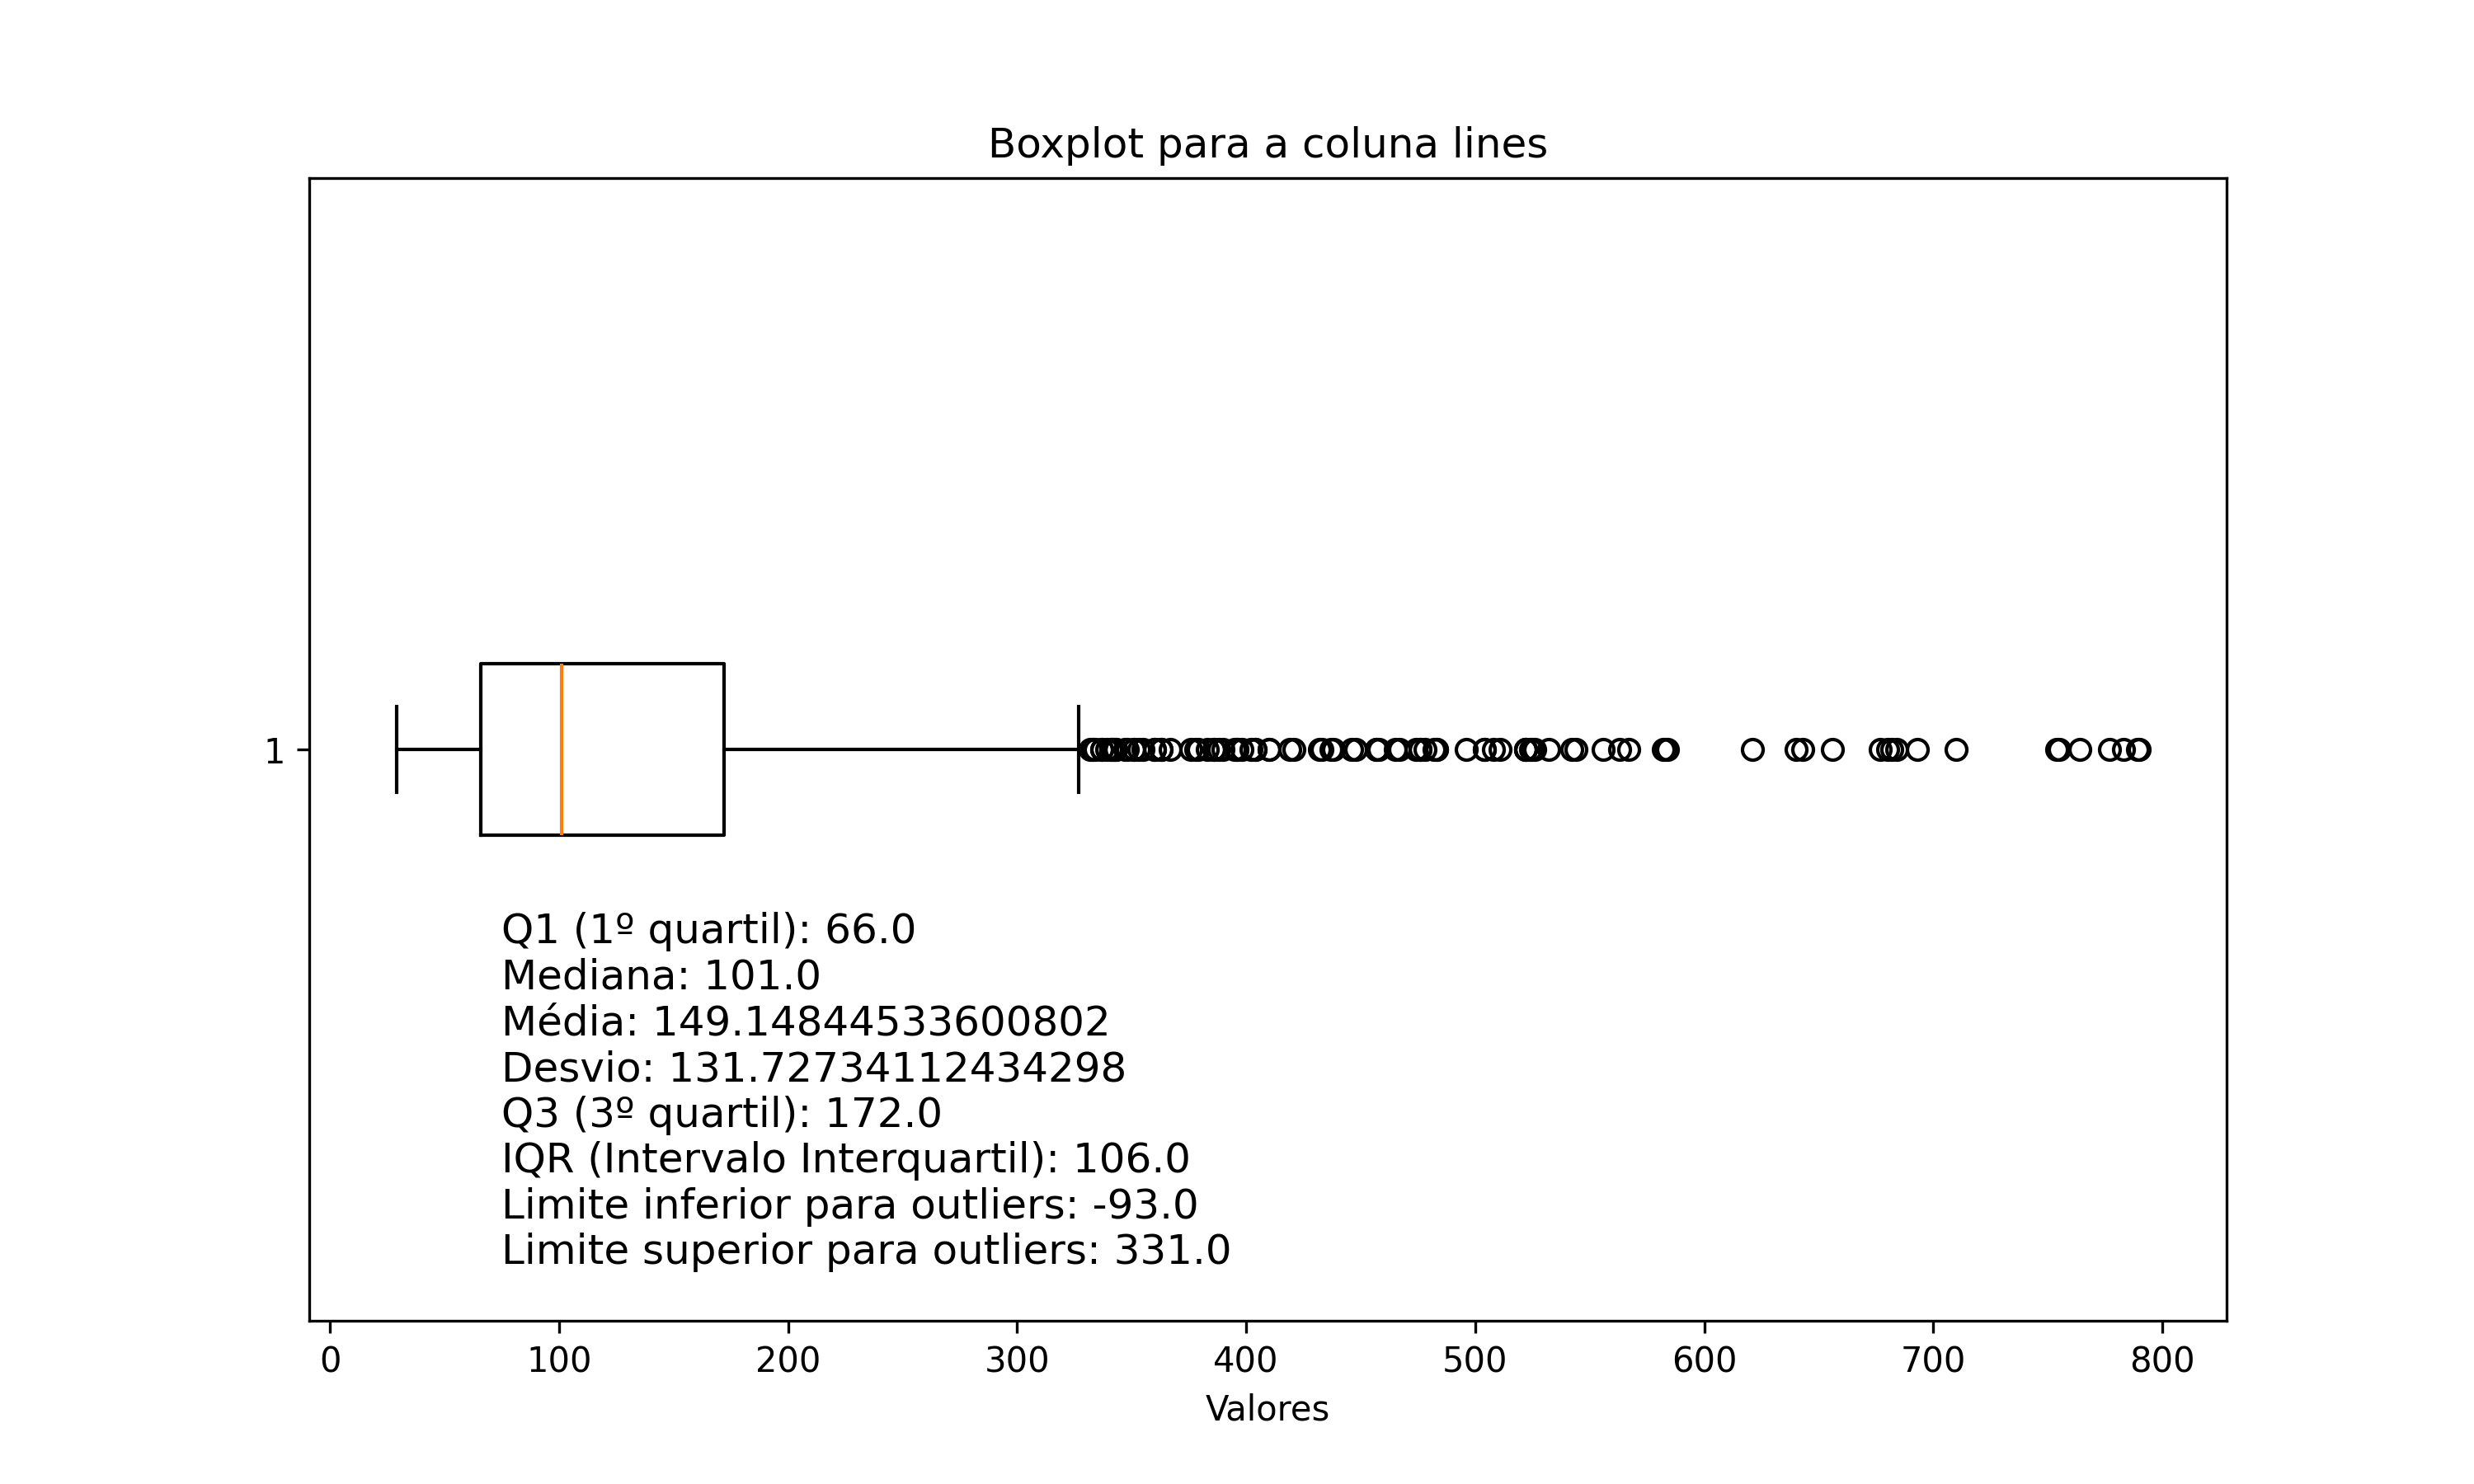 Boxplot para a coluna lines
1
Q1 (1º quartil): 66.0
Mediana: 101.0
Média: 149.14844533600802
Desvio: 131.72734112434298
Q3 (3º quartil): 172.0
IQR (Intervalo Interquartil): 106.0
Limite inferior para outliers: -93.0
Limite superior para outliers: 331.0
0 100 200 300 400 500 600 700 800
Valores